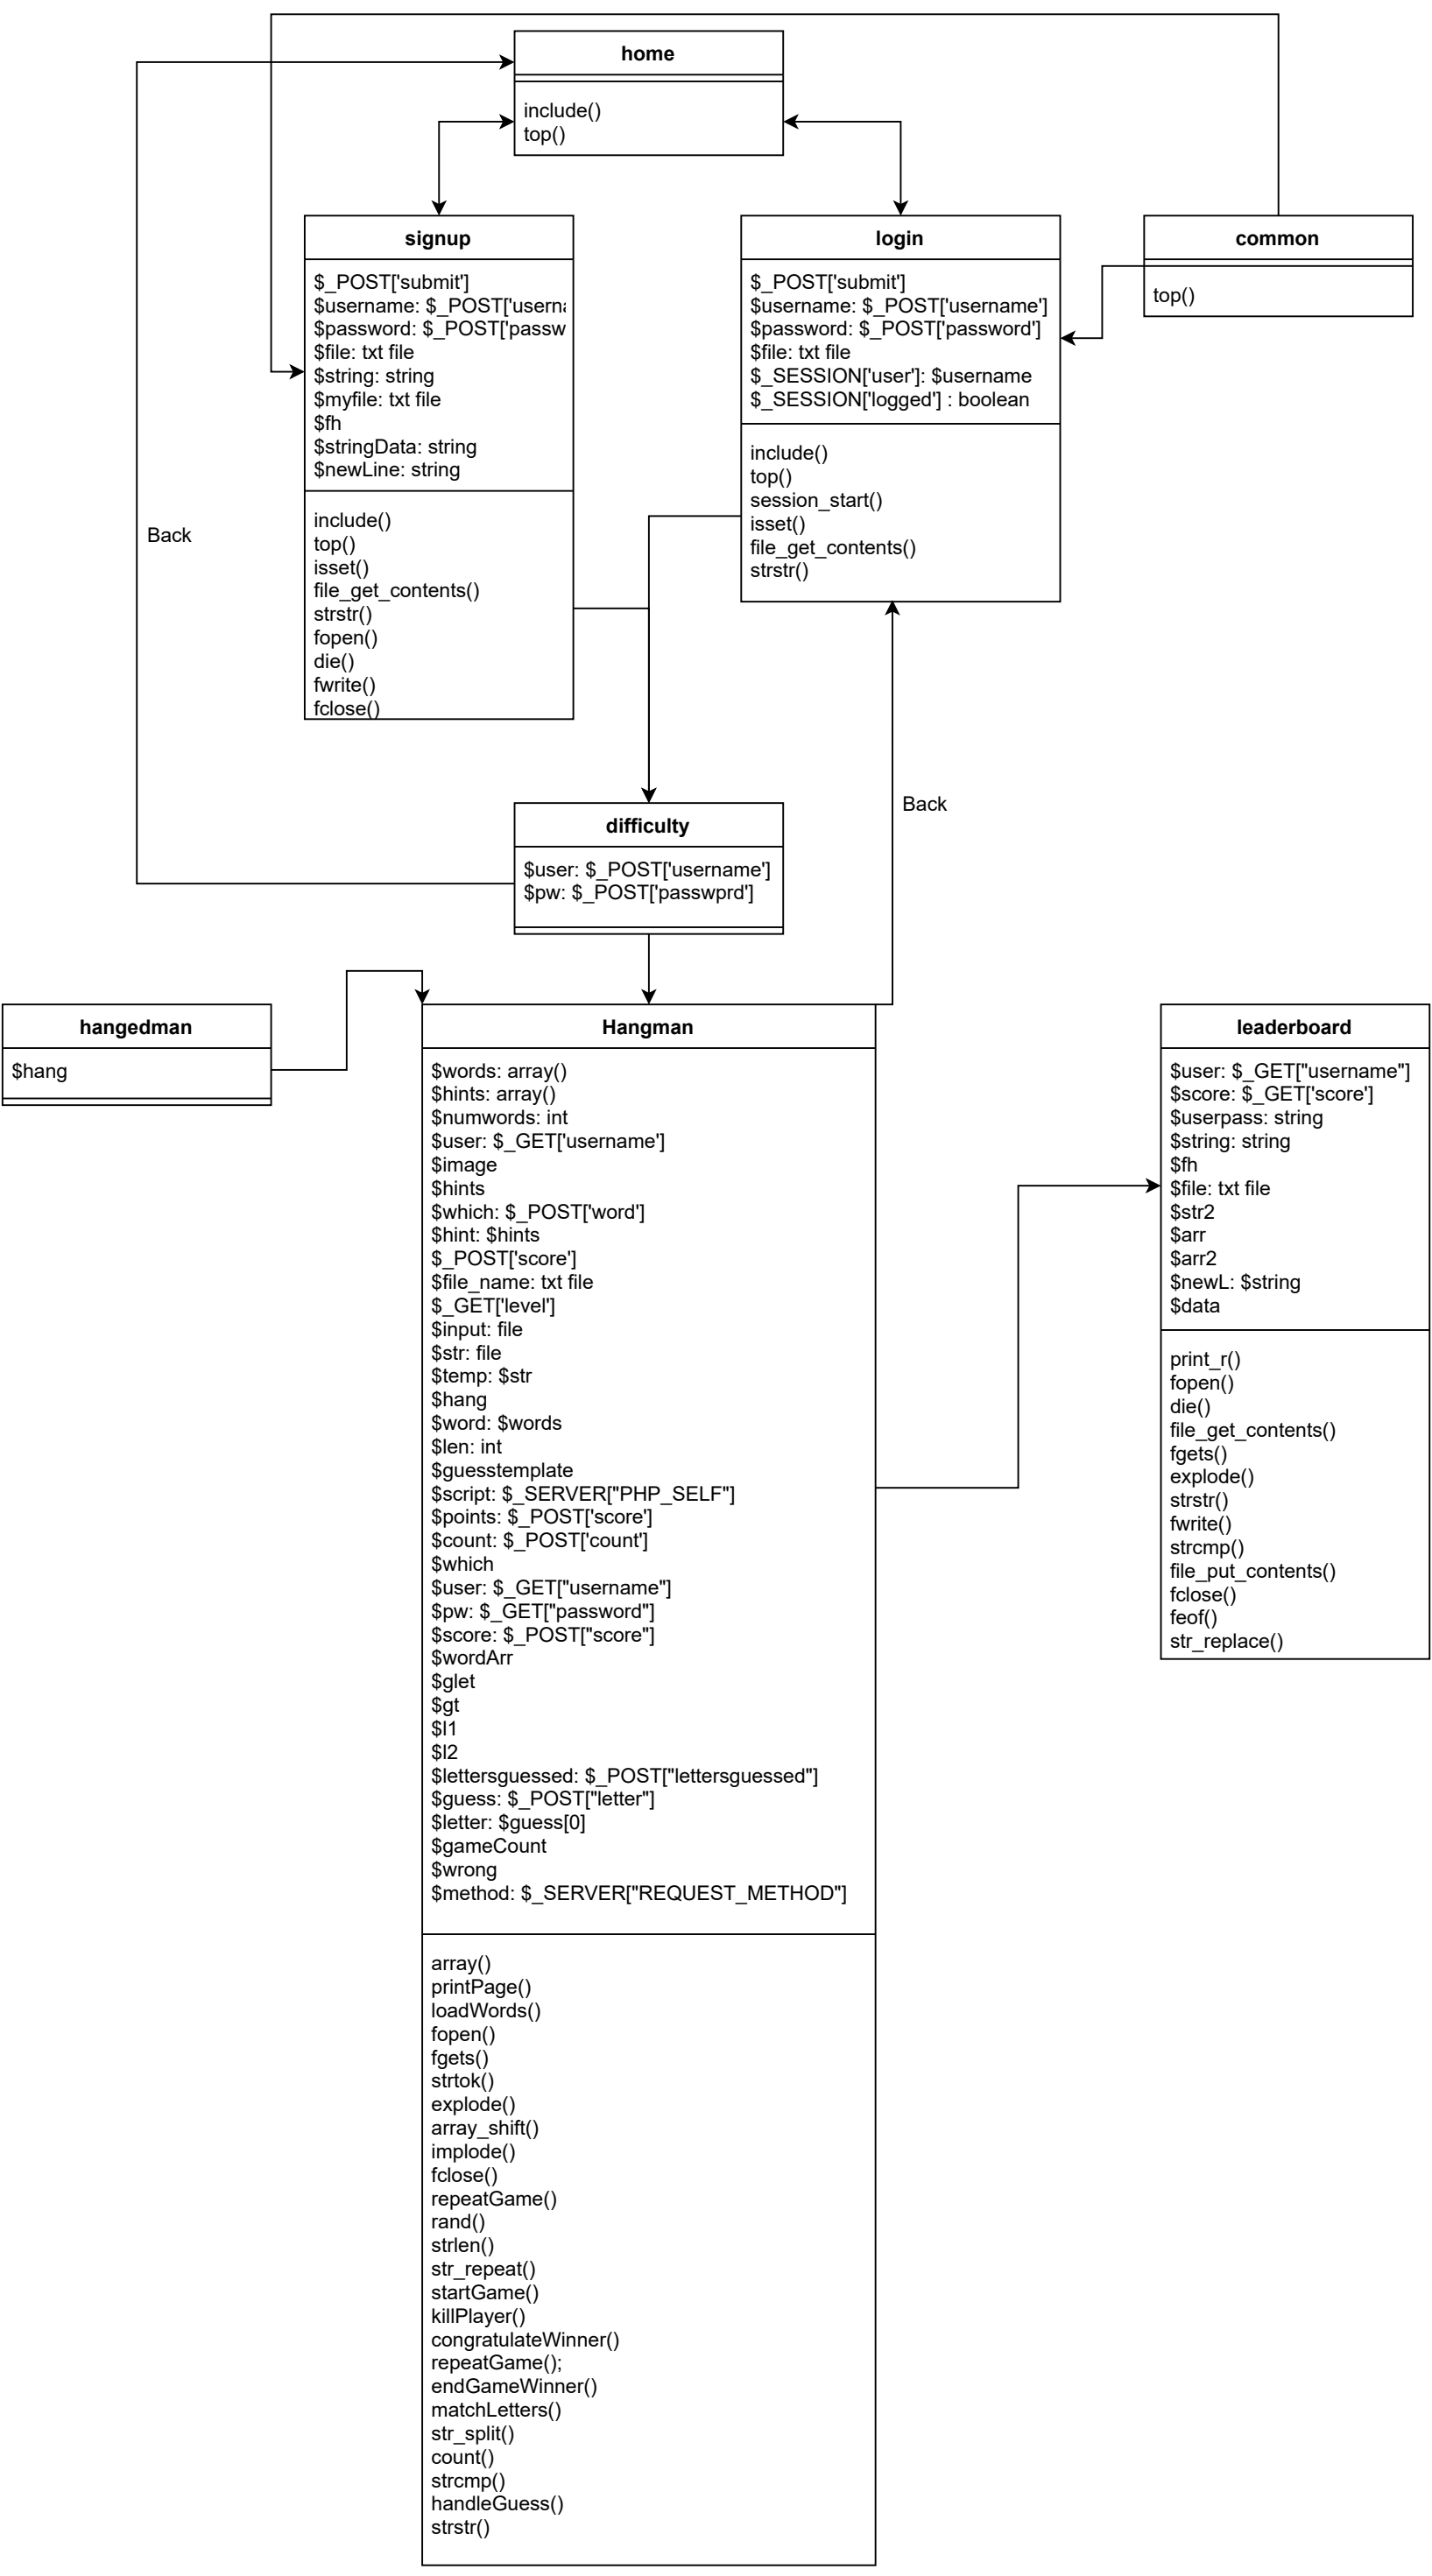 home
include()
top()
signup
$_POST['submit']
$username: $_POST['userna
$password: $_POST['passw
$file: txt file
$string: string
$myfile: txt file
$fh
$stringData: string
$newLine: string
include()
top()
isset()
file_get_contents()
strstr()
fopen()
die()
fwrite()
fclose()
login
$_POST['submit']
$username: $_POST['username']
$password: $_POST['password']
$file: txt file
$_SESSION['user']: $username
$_SESSION['logged'] : boolean
include()
top()
session_start()
isset()
file_get_contents()
strstr()
common
top()
Back
Back
difficulty
$user: $_POST['username']
$pw: $_POST['passwprd']
hangedman
$hang
Hangman
$words: array()
$hints: array()
$numwords: int
$user: $_GET['username']
$image
$hints
$which: $_POST['word']
$hint: $hints
$_POST['score']
$file_name: txt file
$_GET['level']
$input: file
$str: file
$temp: $str
$hang
$word: $words
$len: int
$guesstemplate
$script: $_SERVER["PHP_SELF"]
$points: $_POST['score']
$count: $_POST['count']
$which
$user: $_GET["username"]
$pw: $_GET["password"]
$score: $_POST["score"]
$wordArr
$glet
$gt
$l1
$l2
$lettersguessed: $_POST["lettersguessed"]
$guess: $_POST["letter"]
$letter: $guess[0]
$gameCount
$wrong
$method: $_SERVER["REQUEST_METHOD"]
array()
printPage()
loadWords()
fopen()
fgets()
strtok()
explode()
array_shift()
implode()
fclose()
repeatGame()
rand()
strlen()
str_repeat()
startGame()
killPlayer()
congratulateWinner()
repeatGame();
endGameWinner()
matchLetters()
str_split()
count()
strcmp()
handleGuess()
strstr()
leaderboard
$user: $_GET["username"]
$score: $_GET['score']
$userpass: string
$string: string
$fh
$file: txt file
$str2
$arr
$arr2
$newL: $string
$data
print_r()
fopen()
die()
file_get_contents()
fgets()
explode()
strstr()
fwrite()
strcmp()
file_put_contents()
fclose()
feof()
str_replace()